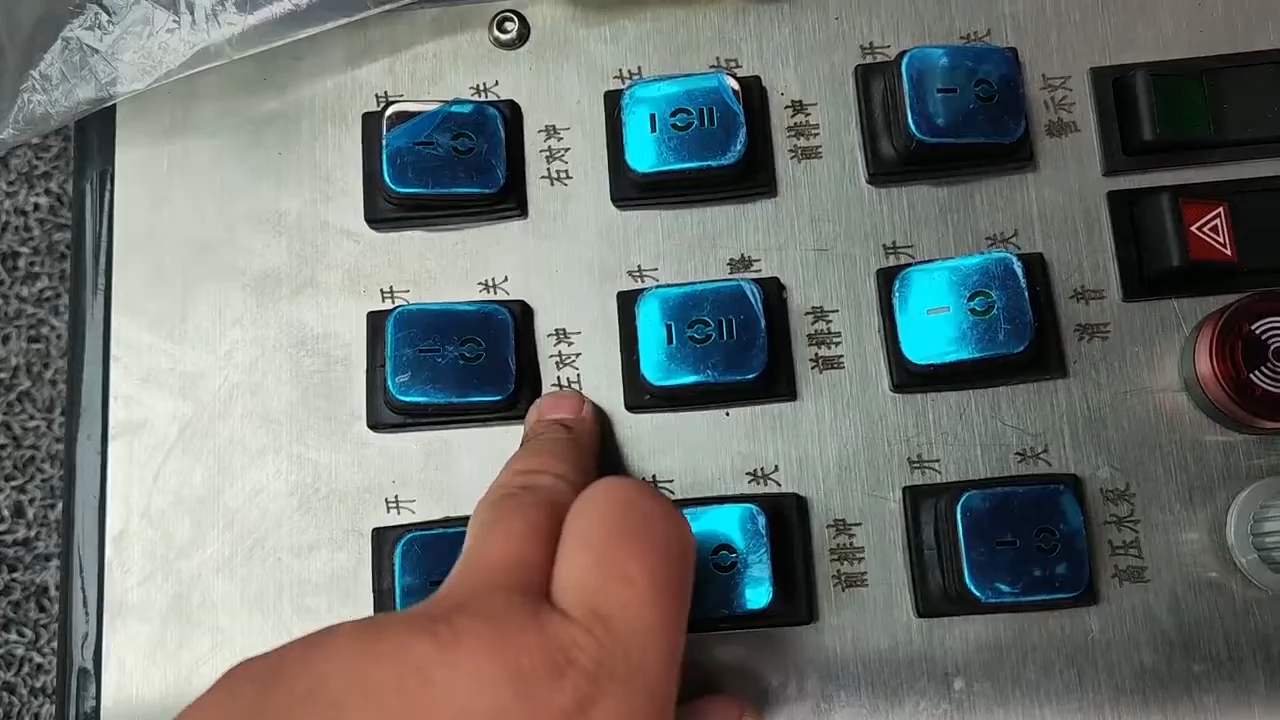 开 关
右对冲
左 右
前排冲
开 关
警示灯
开 关
左对冲
升 降
前排冲
开 关
消音
开
开 关
前排冲
开 关
高压水泵